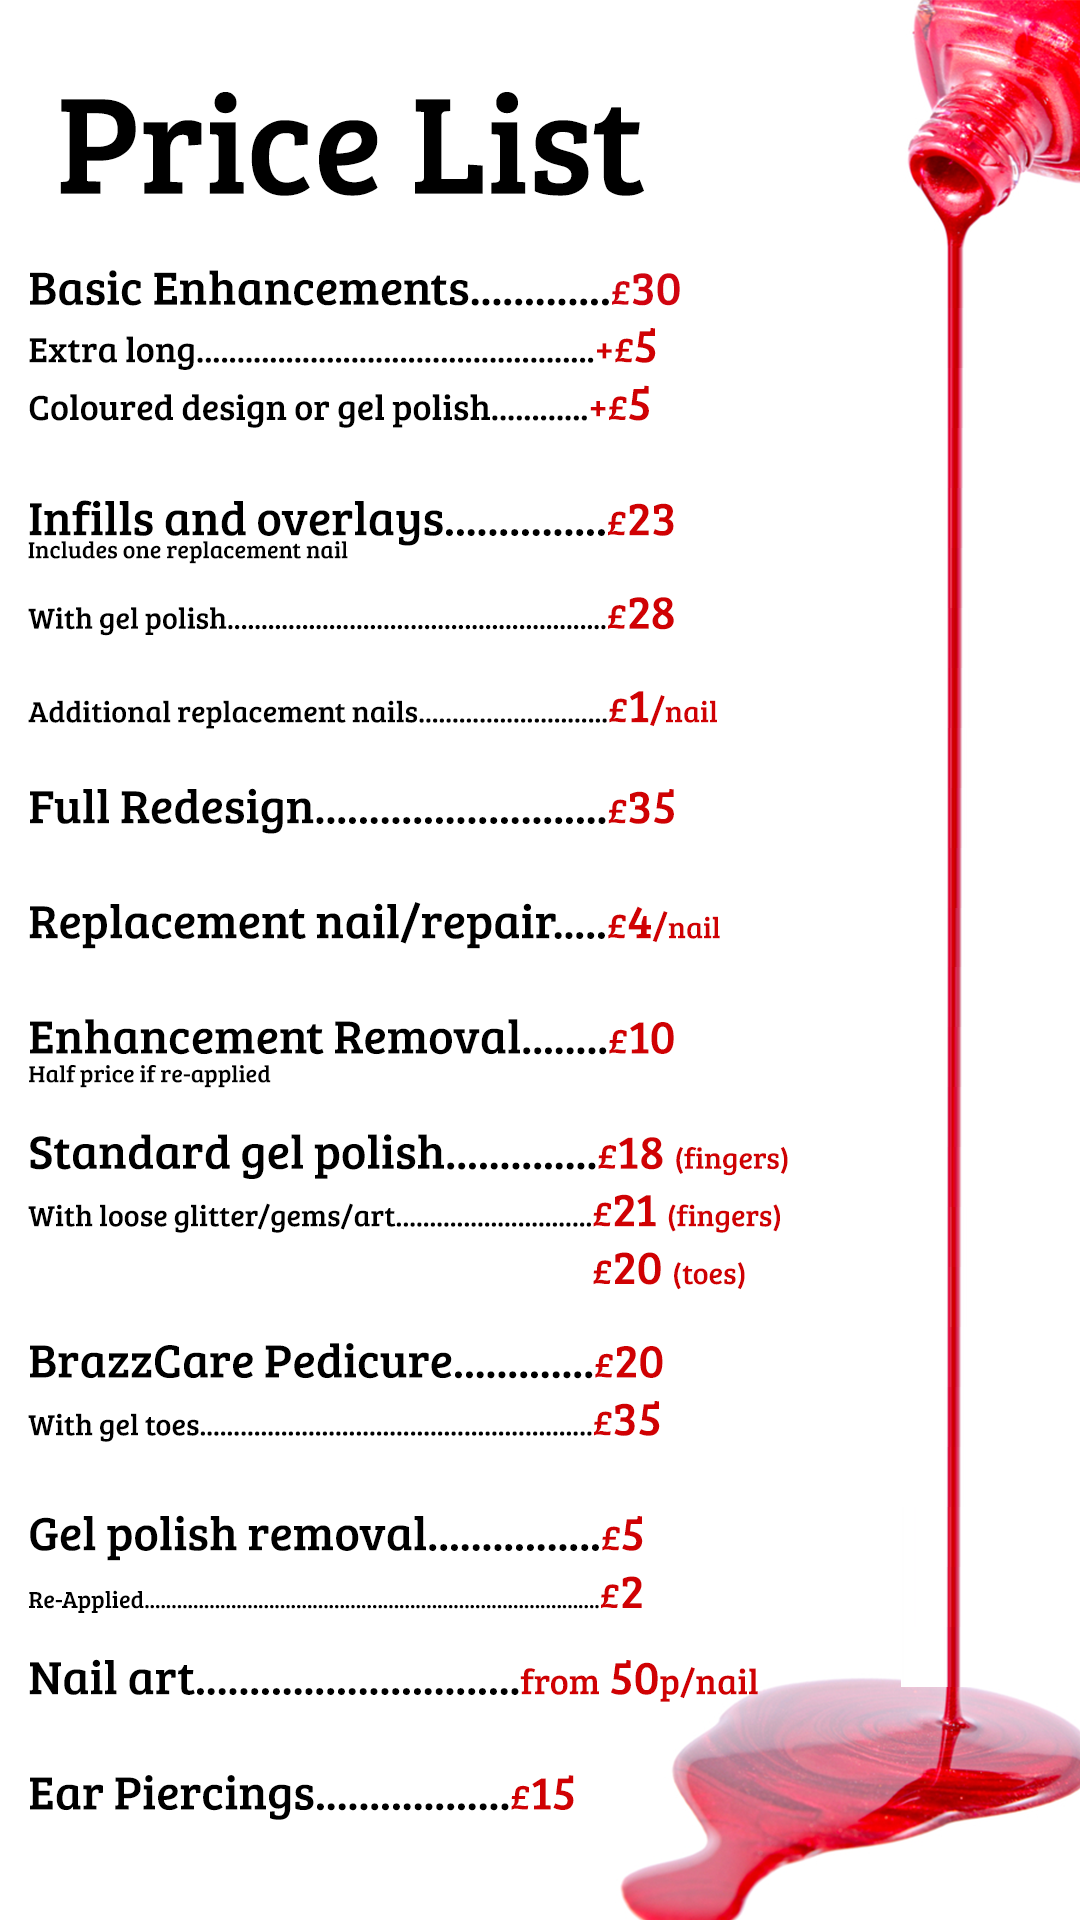 Price List
Basic Enhancements.............£30
Extra long.................................................+£5
Coloured design or gel polish............+£5
Infills and overlays...............£23
Includes one replacement nail
With gel polish........................................................£28
Additional replacement nails............................£1/nail
Full Redesign...........................£35
Replacement nail/repair.....£4/nail
Enhancement Removal........£10
Half price if re-applied
Standard gel polish..............£18 (fingers)
With loose glitter/gems/art.............................£21 (fingers)
£20 (toes)
BrazzCare Pedicure.............£20
With gel toes..........................................................£35
Gel polish removal................£5
Re-Applied....................................................................................£2
Nail art..............................from 50p/nail
Ear Piercings..................£15